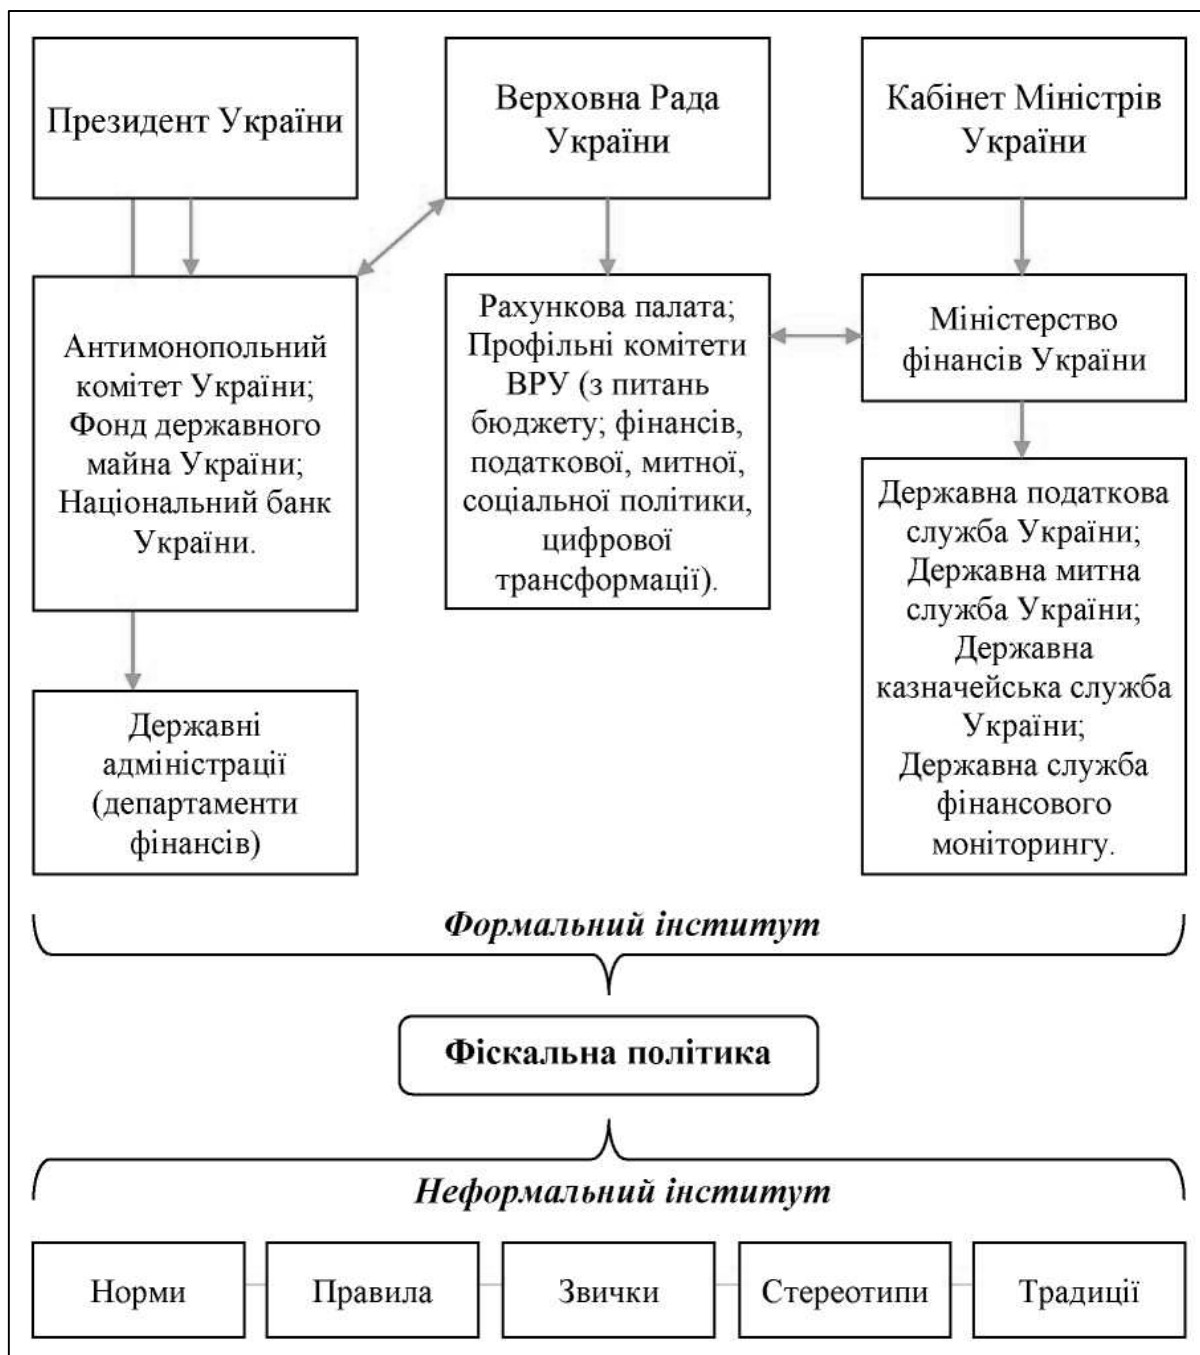 Президент України
Верховна Рада
України
Кабінет Міністрів
України
Антимонопольний
комітет України;
Фонд державного
майна України;
Національний банк
України.
Рахункова палата;
Профільні комітети
ВРУ (з питань
бюджету; фінансів,
податкової, митної,
соціальної політики,
цифрової
трансформації).
Міністерство
фінансів України
Державна податкова
служба України;
Державна митна
служба України;
Державна
казначейська служба
України;
Державна служба
фінансового
моніторингу.
Державні
адміністрації
(департаменти
фінансів)
Формальний інститут
Фіскальна політика
Неформальний інститут
Норми
Правила
Звички
Стереотипи
Традиції